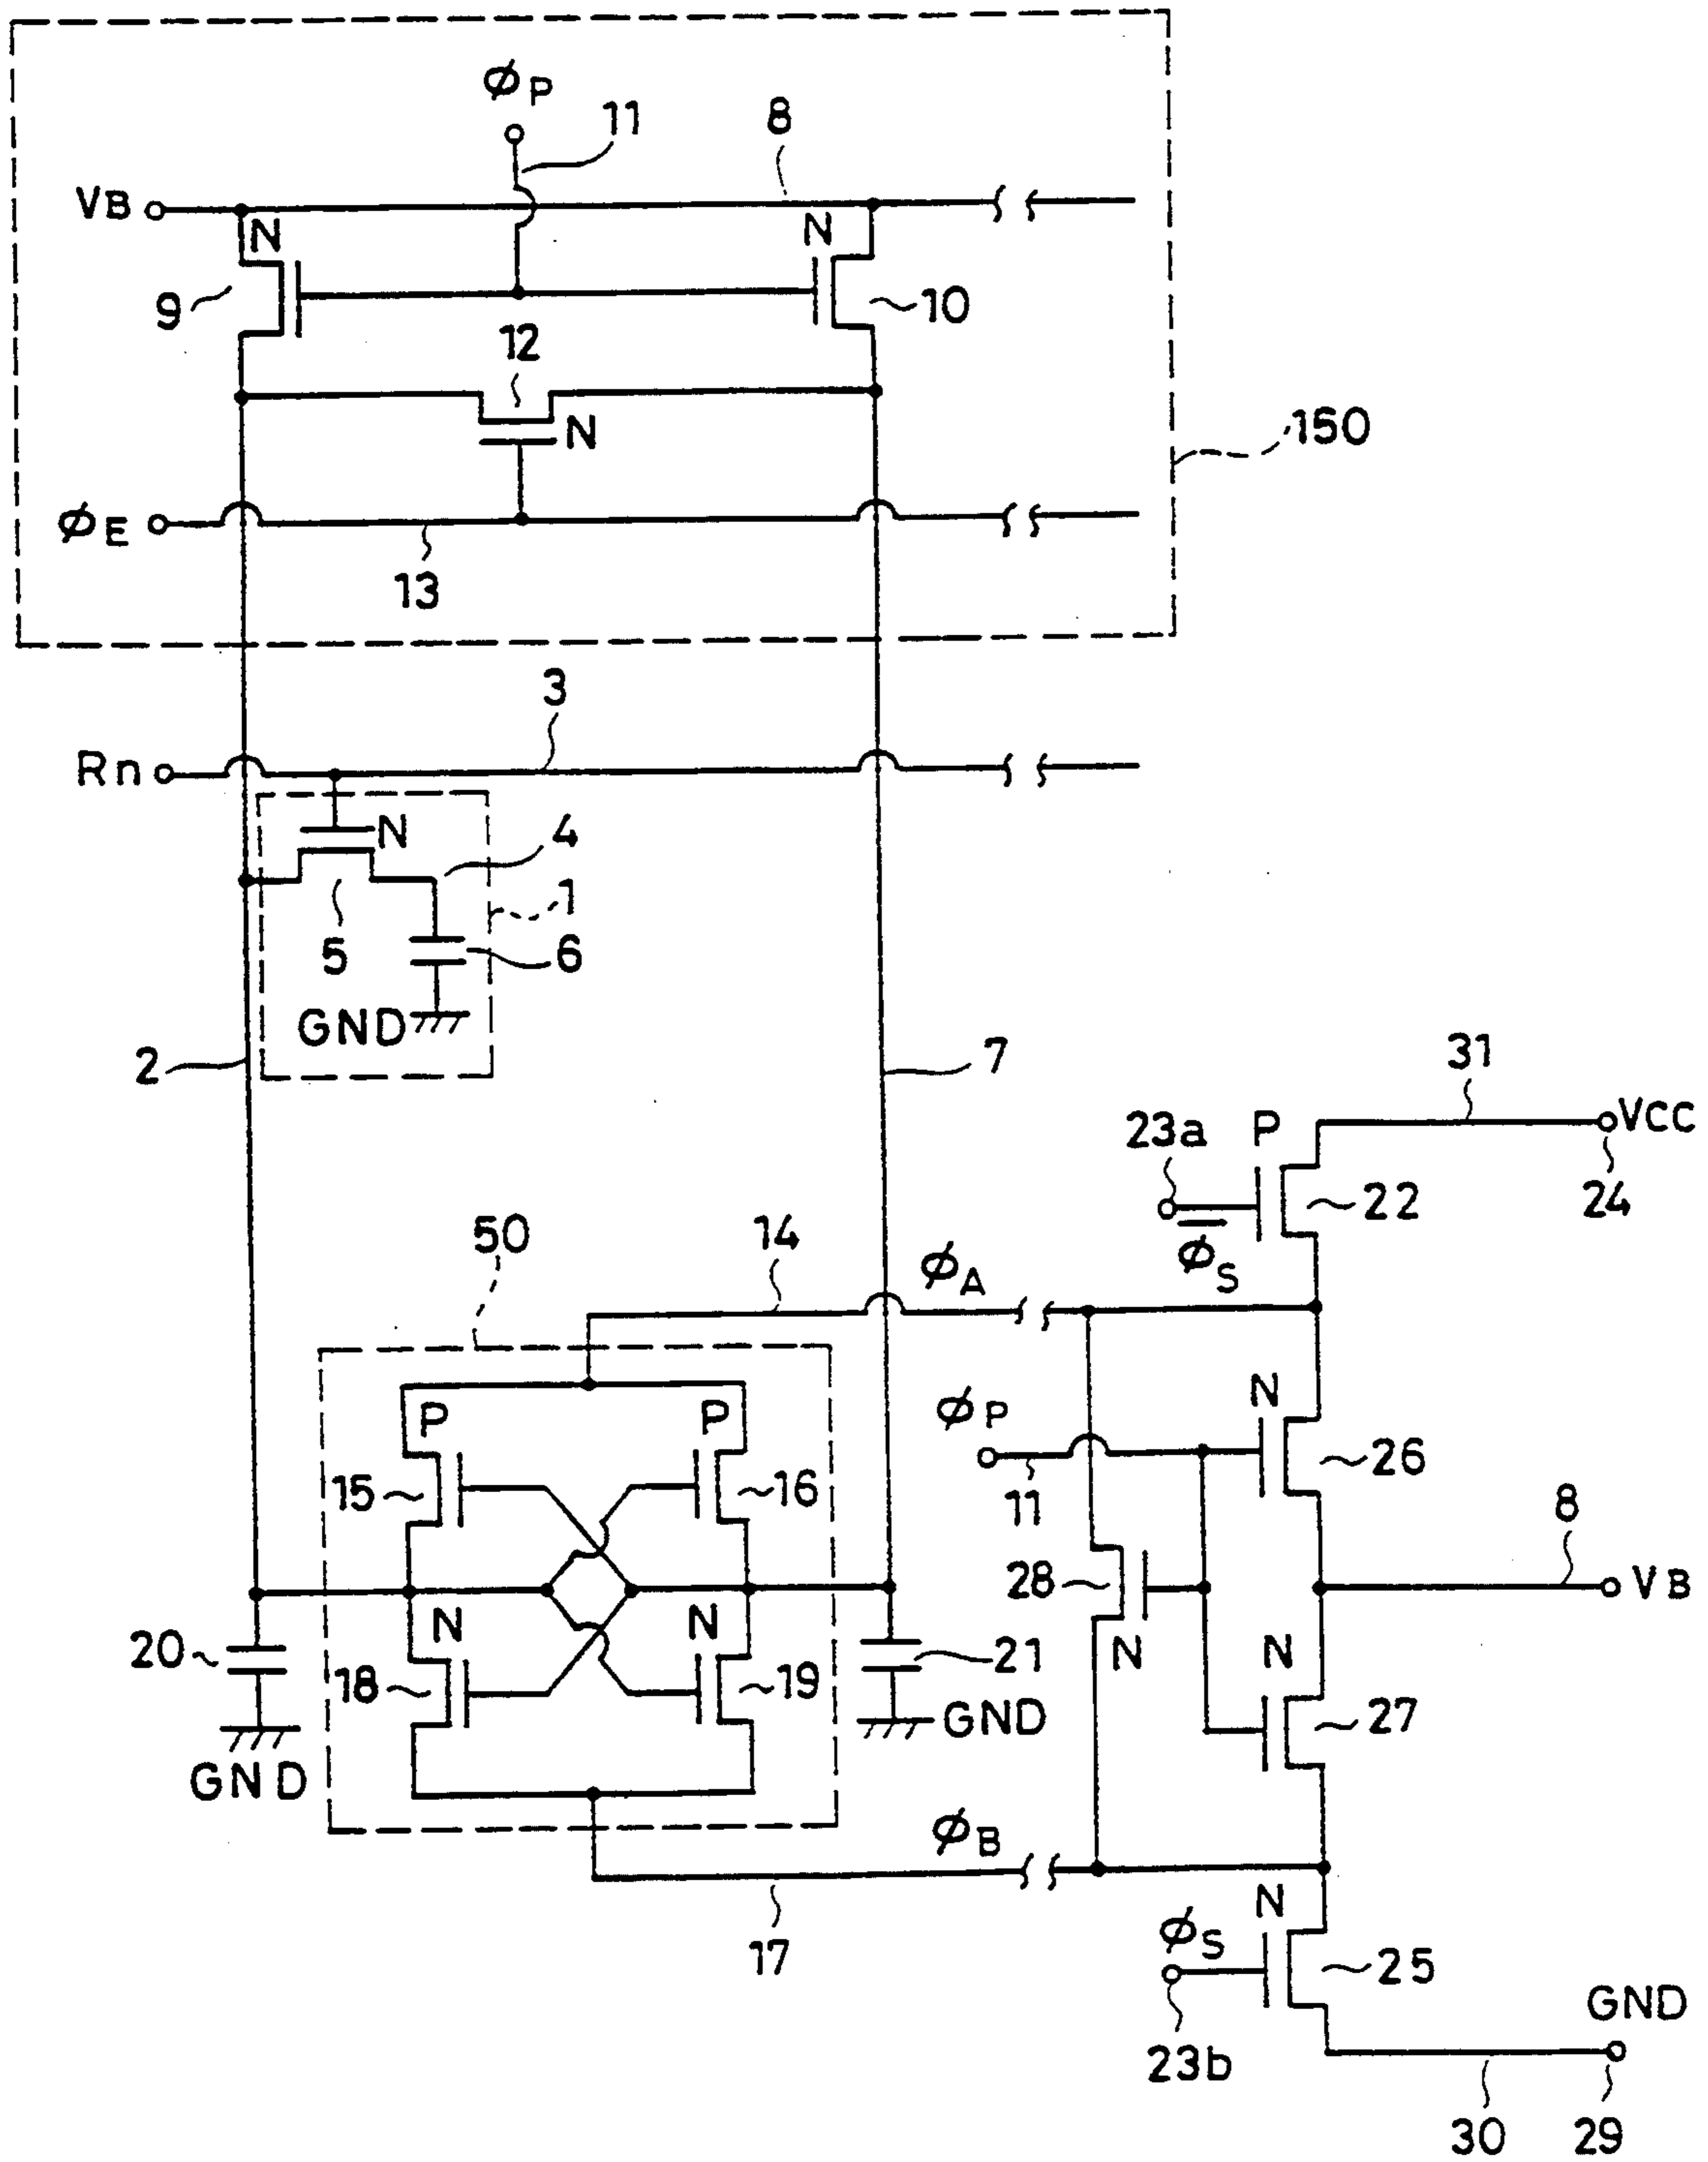 φP
11
8
VB
N
N
9
10
12
N
150
φE
13
3
Rn
N
4
1
5
6
GND
2
7
31
23a
P
VCC
22
24
φS
50
14
φA
P
P
φP
N
15
16
26
11
8
28
VB
N
N
N
N
20
18
19
21
27
GND
GND
φB
N
φS
17
25
GND
23b
30
29